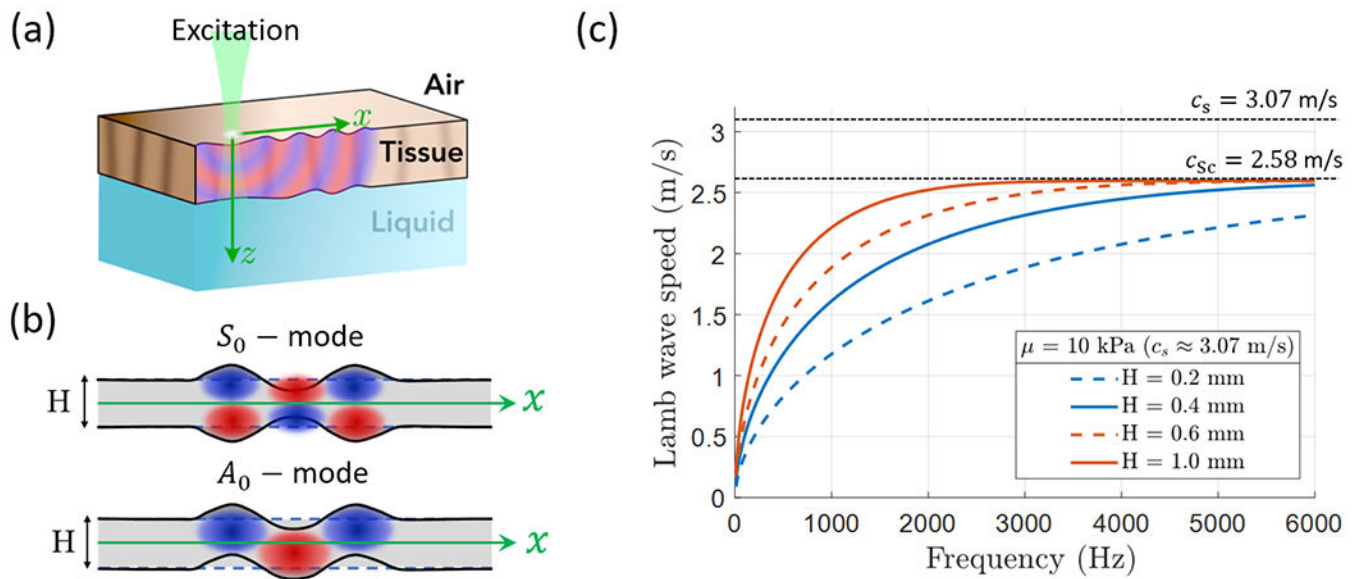 (a)
Excitation
Air
x
Tissue
Liquid
z
(b)
S₀ − mode
H
x
A₀ − mode
H
x
(c)
cₛ = 3.07 m/s
c_Sc = 2.58 m/s
Lamb wave speed (m/s)
3
2.5
2
1.5
1
0.5
0
μ = 10 kPa (cₛ ≈ 3.07 m/s)
H = 0.2 mm
H = 0.4 mm
H = 0.6 mm
H = 1.0 mm
0 1000 2000 3000 4000 5000 6000
Frequency (Hz)